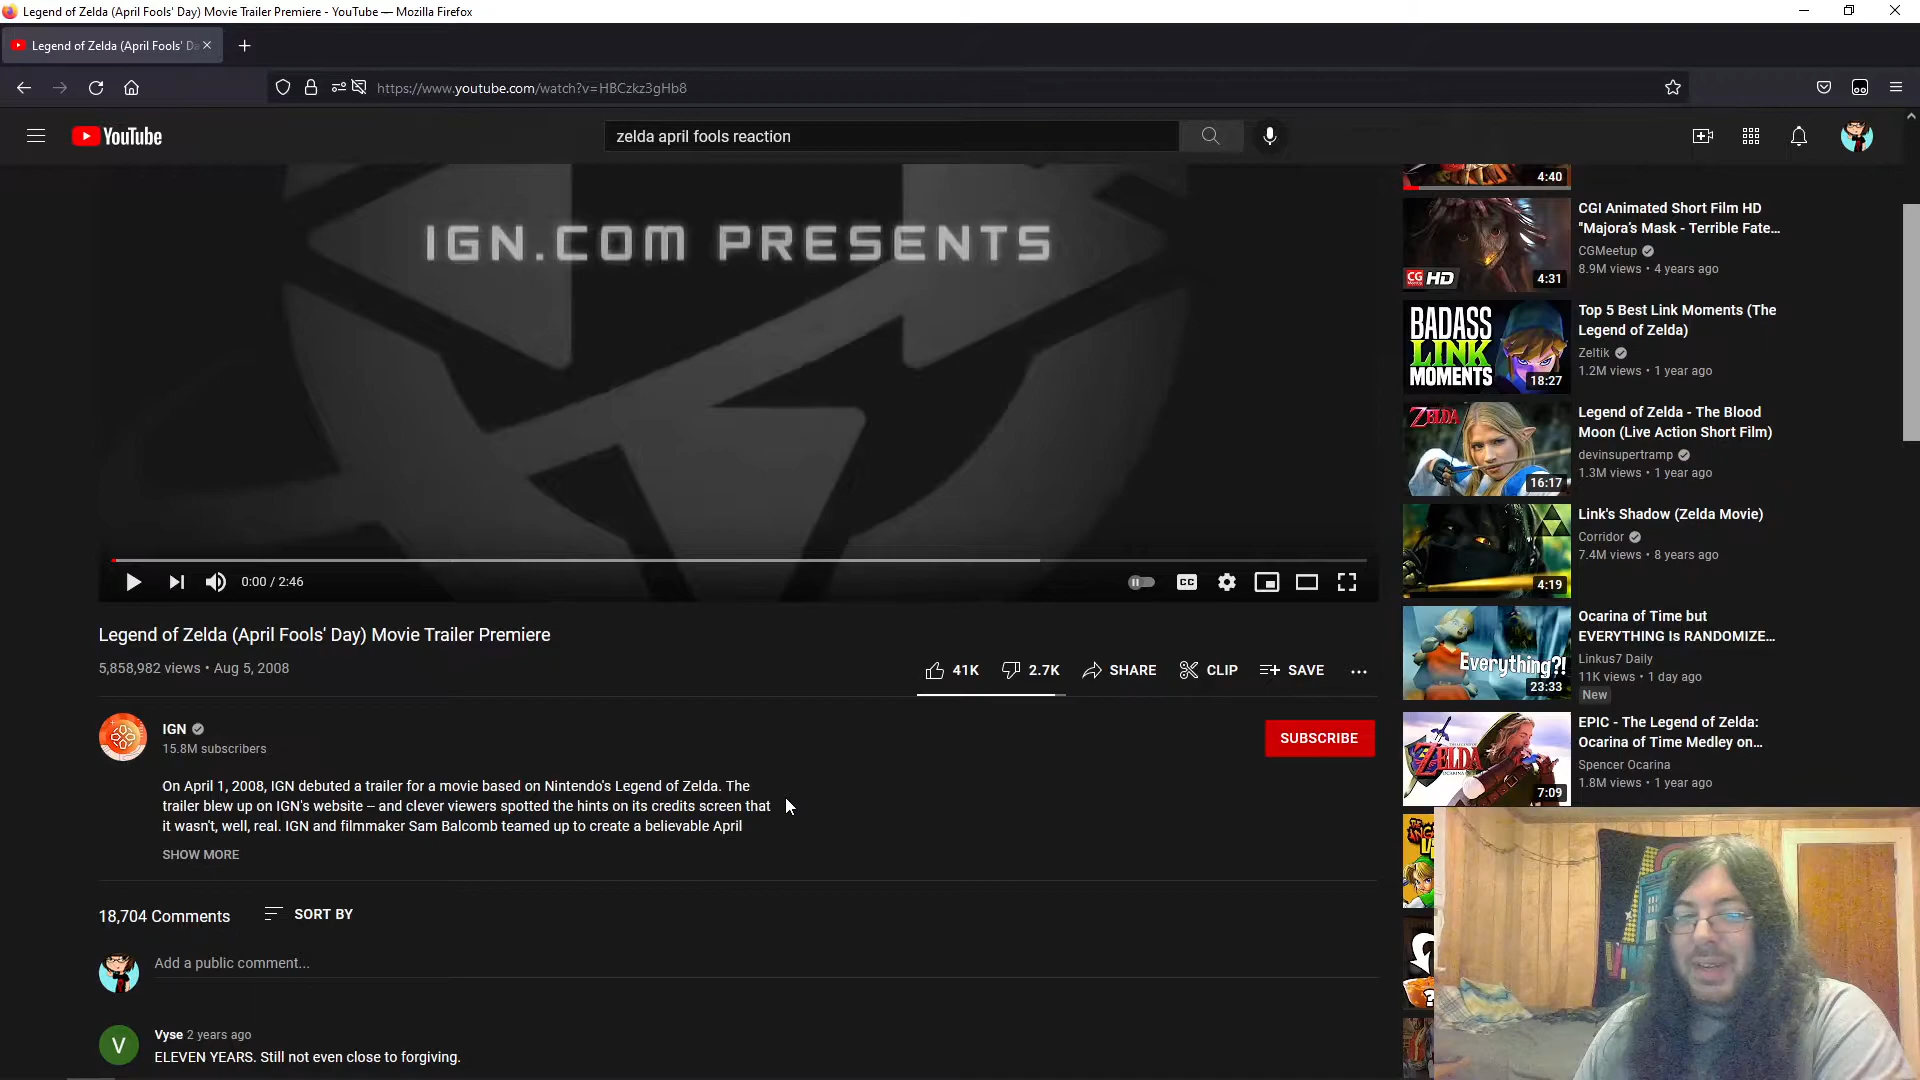 Legend of Zelda (April Fools' Day) Movie Trailer Premiere - YouTube — Mozilla Firefox
Legend of Zelda (April Fools' Da
https://www.youtube.com/watch?v=HBCzkz3gHb8
YouTube
zelda april fools reaction
IGN.COM PRESENTS
0:00 / 2:46
CC
Legend of Zelda (April Fools' Day) Movie Trailer Premiere
5,858,982 views • Aug 5, 2008
41K
2.7K
SHARE
CLIP
SAVE
IGN
15.8M subscribers
SUBSCRIBE
On April 1, 2008, IGN debuted a trailer for a movie based on Nintendo's Legend of Zelda. The
trailer blew up on IGN's website – and clever viewers spotted the hints on its credits screen that
it wasn't, well, real. IGN and filmmaker Sam Balcomb teamed up to create a believable April
SHOW MORE
18,704 Comments
SORT BY
Add a public comment...
V
Vyse 2 years ago
ELEVEN YEARS. Still not even close to forgiving.
4:40
CG HD
4:31
CGI Animated Short Film HD
"Majora's Mask - Terrible Fate...
CGMeetup
8.9M views • 4 years ago
BADASS
LINK
MOMENTS
18:27
Top 5 Best Link Moments (The
Legend of Zelda)
Zeltik
1.2M views • 1 year ago
ZELDA
16:17
Legend of Zelda - The Blood
Moon (Live Action Short Film)
devinsupertramp
1.3M views • 1 year ago
4:19
Link's Shadow (Zelda Movie)
Corridor
7.4M views • 8 years ago
Everything?!
23:33
Ocarina of Time but
EVERYTHING Is RANDOMIZE...
Linkus7 Daily
11K views • 1 day ago
New
ZELDA
7:09
EPIC - The Legend of Zelda:
Ocarina of Time Medley on...
Spencer Ocarina
1.8M views • 1 year ago